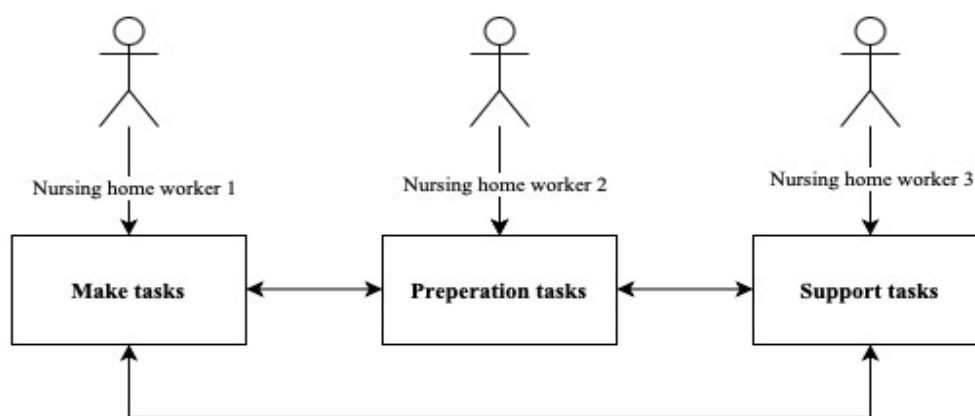 Nursing home worker 1
Nursing home worker 2
Nursing home worker 3
Make tasks
Preperation tasks
Support tasks